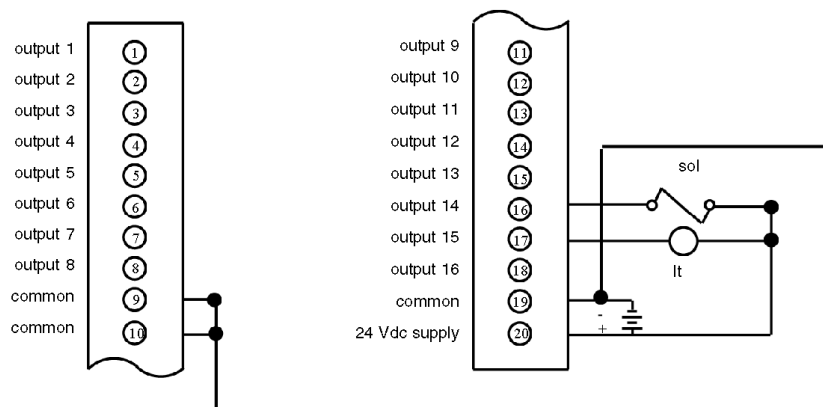 output 1 1
output 2 2
output 3 3
output 4 4
output 5 5
output 6 6
output 7 7
output 8 8
common 9
common 10
output 9 11
output 10 12
output 11 13
output 12 14
output 13 15
output 14 16
output 15 17
output 16 18
common 19
24 Vdc supply 20
sol
lt
-
+